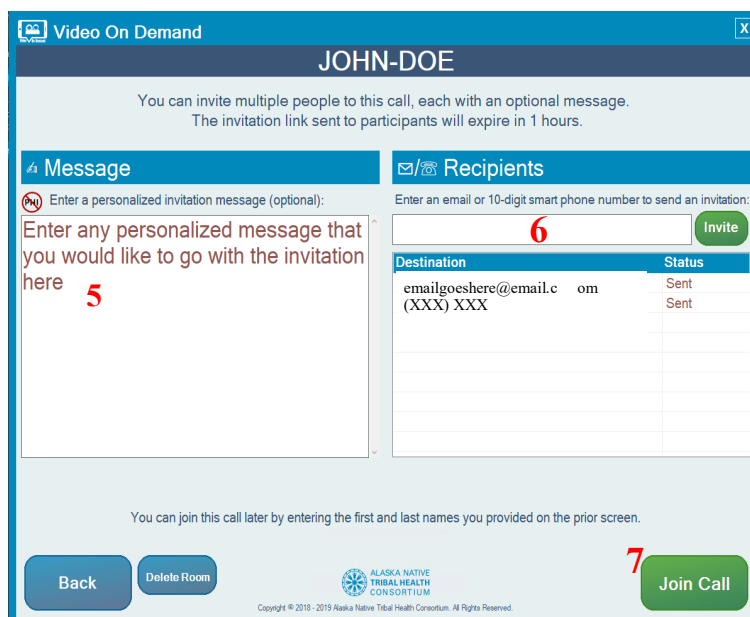 Video On Demand
X
JOHN-DOE
You can invite multiple people to this call, each with an optional message.
The invitation link sent to participants will expire in 1 hours.
Message
PHI Enter a personalized invitation message (optional):
Enter any personalized message that
you would like to go with the invitation
here
5
Recipients
Enter an email or 10-digit smart phone number to send an invitation:
6
Invite
Destination Status
emailgoeshere@email.c om Sent
(XXX) XXX Sent
You can join this call later by entering the first and last names you provided on the prior screen.
Back
Delete Room
ALASKA NATIVE
TRIBAL HEALTH
CONSORTIUM
Copyright © 2018 - 2019 Alaska Native Tribal Health Consortium. All Rights Reserved.
7
Join Call